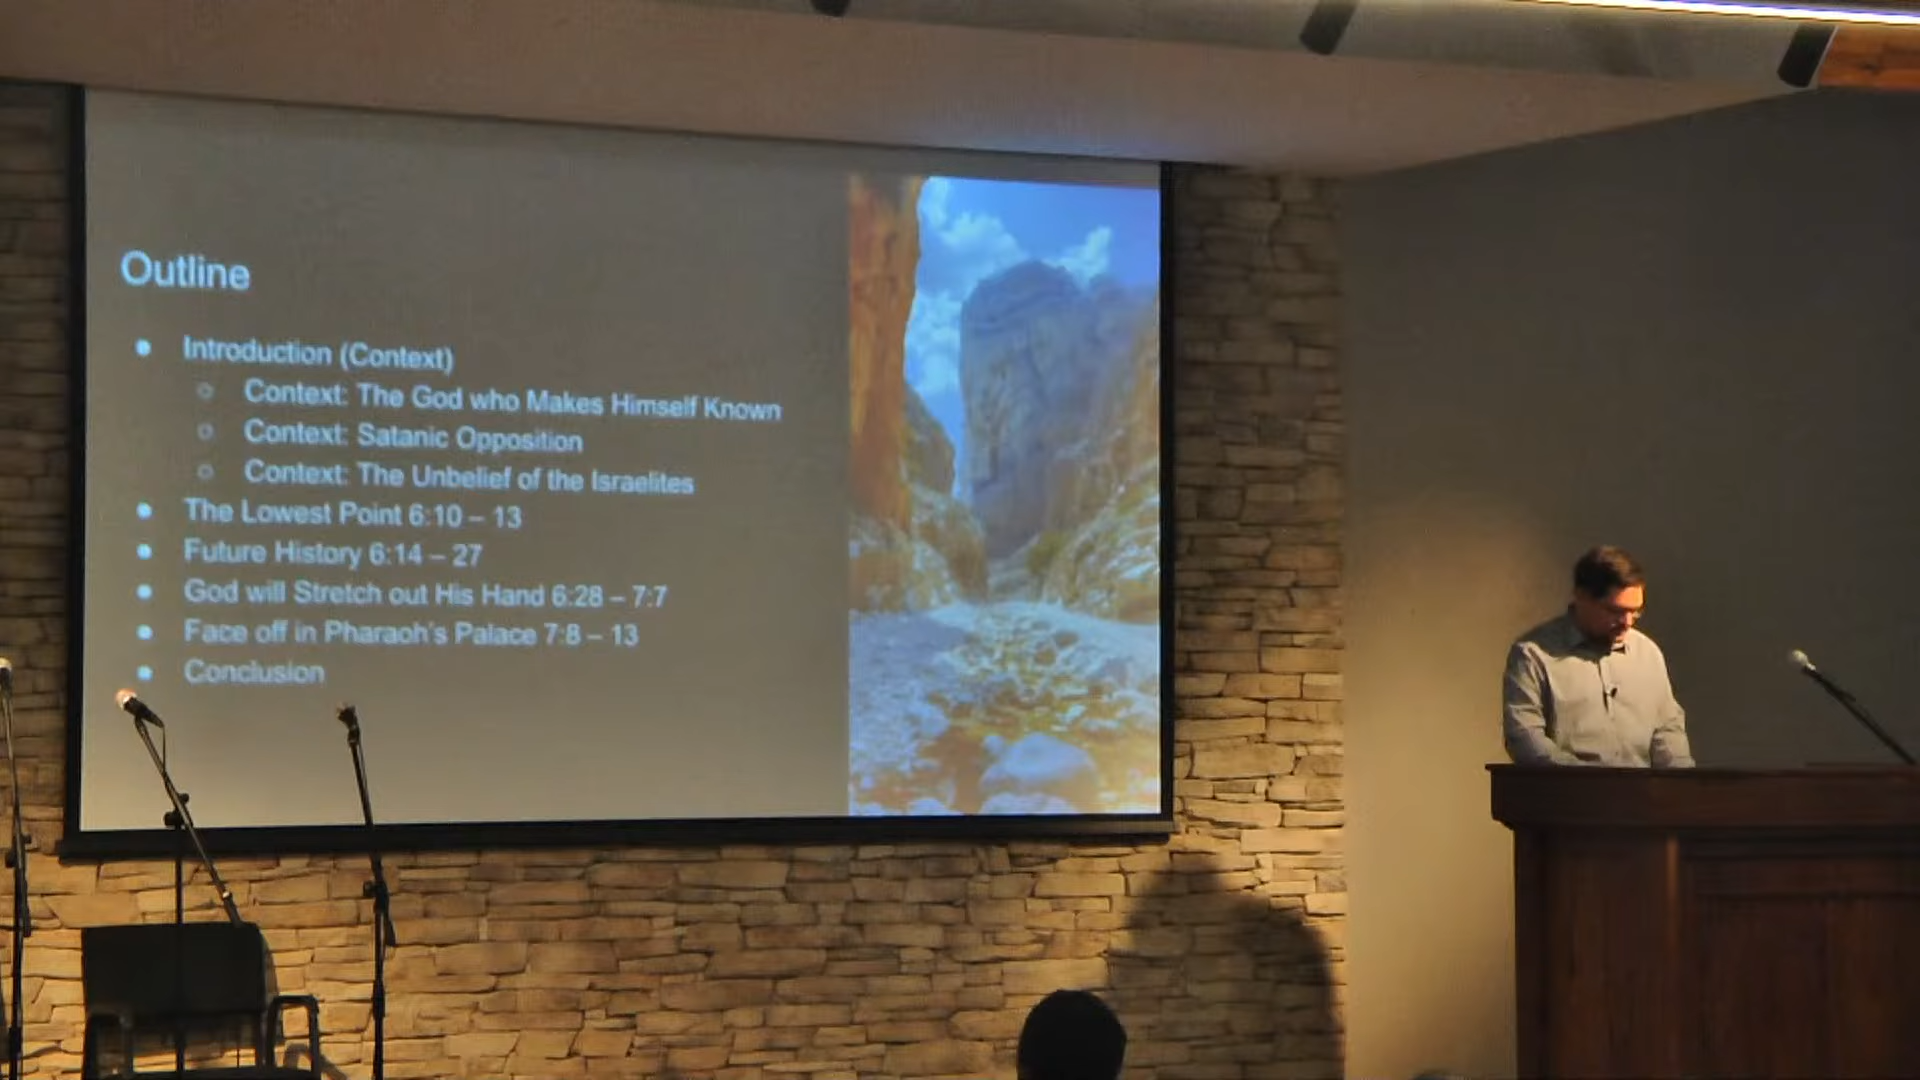 Outline
Introduction (Context)
Context: The God who Makes Himself Known
Context: Satanic Opposition
Context: The Unbelief of the Israelites
The Lowest Point 6:10 – 13
Future History 6:14 – 27
God will Stretch out His Hand 6:28 – 7:7
Face off in Pharaoh's Palace 7:8 – 13
Conclusion